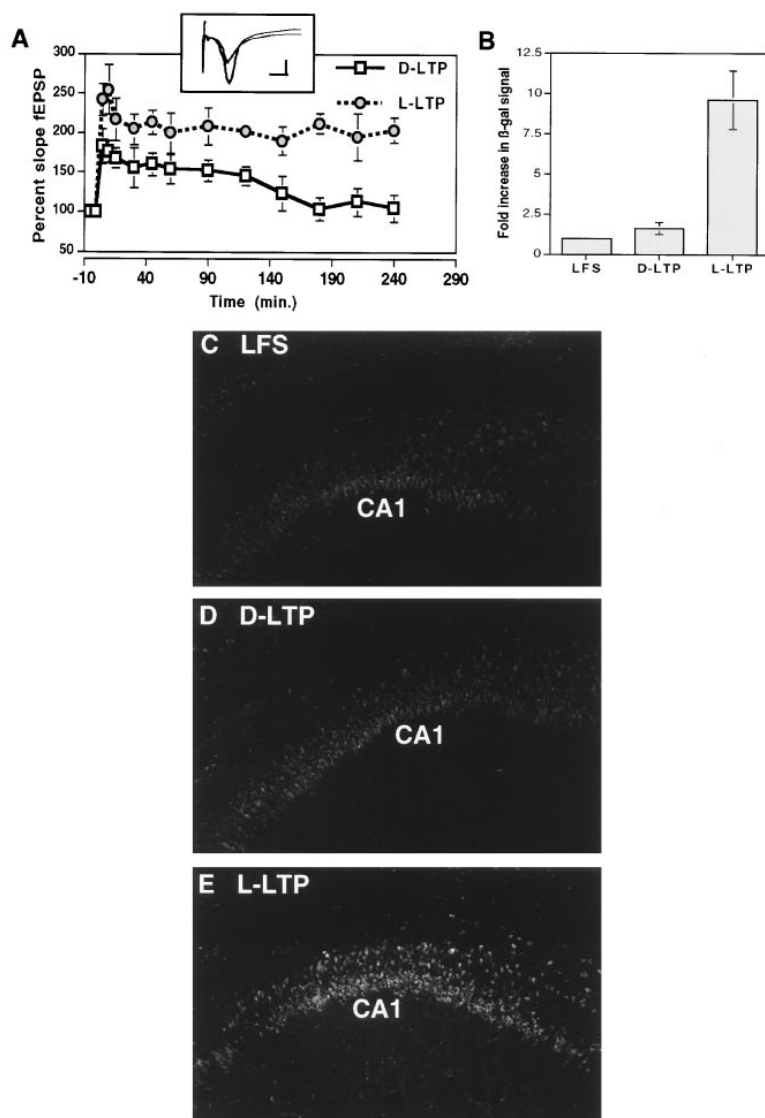 A
Percent slope fEPSP
300
250
200
150
100
50
-10
40
90
140
190
240
290
Time (min.)
D-LTP
L-LTP
B
Fold increase in ß-gal signal
12.5
10
7.5
5
2.5
0
LFS
D-LTP
L-LTP
C LFS
CA1
D D-LTP
CA1
E L-LTP
CA1